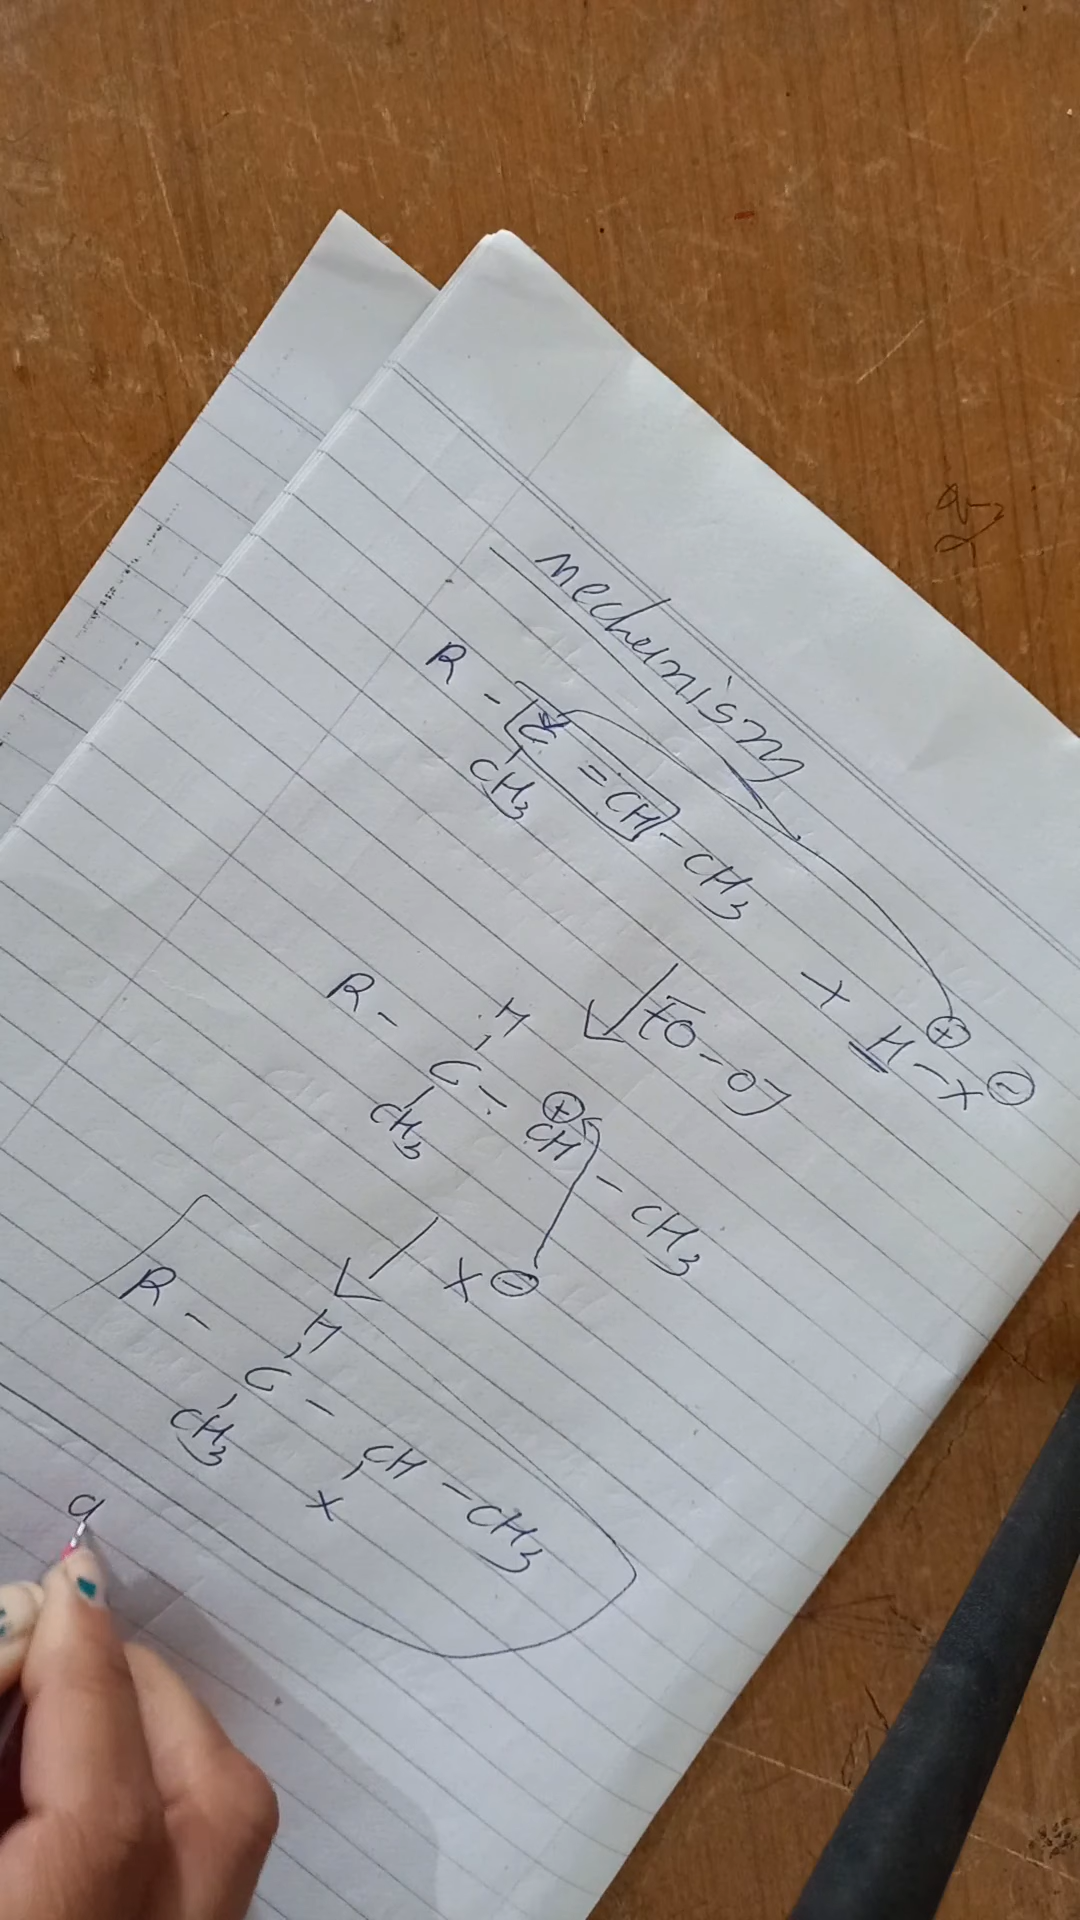 mechanism
R - C = CH - CH3
CH3
+ H - X
+ -
[O-O]
H
R - C - CH - CH3
+
CH3
X -
H
R - C - CH - CH3
CH3 X
a